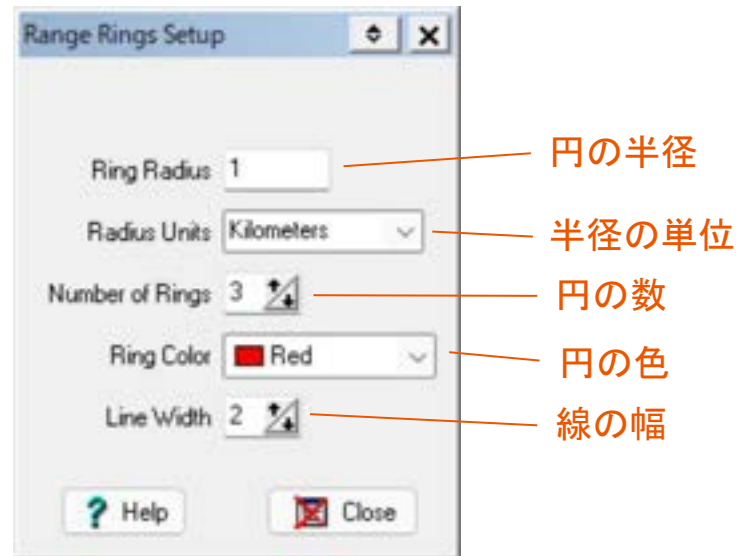 Range Rings Setup
Ring Radius 1 円の半径
Radius Units Kilometers 半径の単位
Number of Rings 3 円の数
Ring Color Red 円の色
Line Width 2 線の幅
? Help Close